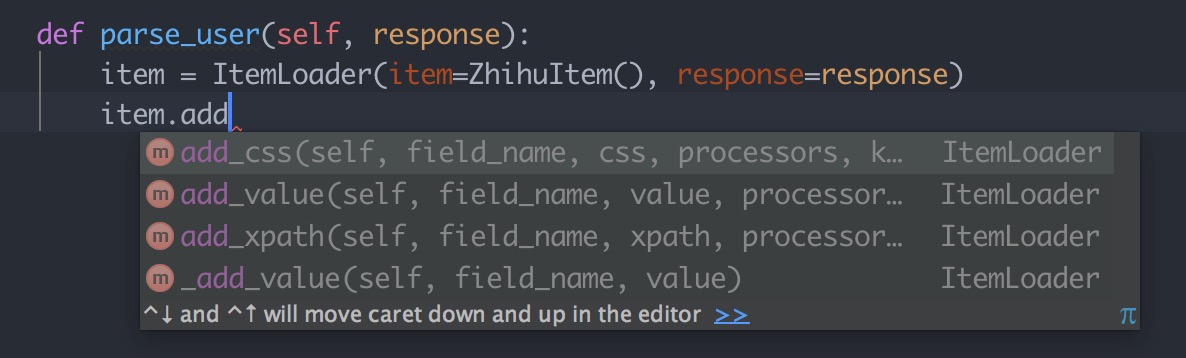 def parse_user(self, response):
item = ItemLoader(item=ZhihuItem(), response=response)
item.add
m add_css(self, field_name, css, processors, k… ItemLoader
m add_value(self, field_name, value, processor… ItemLoader
m add_xpath(self, field_name, xpath, processor… ItemLoader
m _add_value(self, field_name, value) ItemLoader
^↓ and ^↑ will move caret down and up in the editor >> π